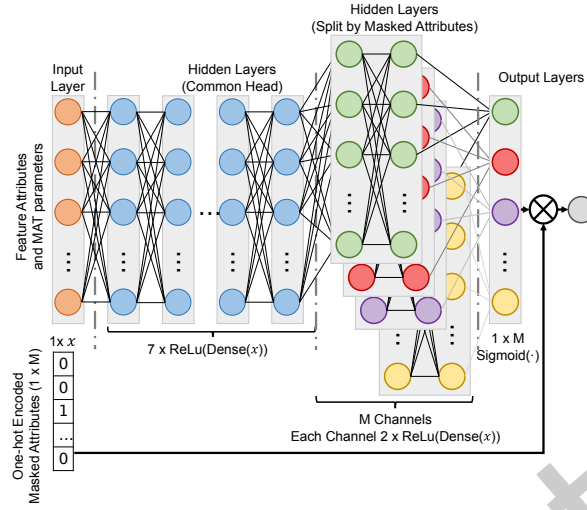 Hidden Layers
(Split by Masked Attributes)
Input
Layer
Hidden Layers
(Common Head)
Output Layers
Feature Attributes
and MAT parameters
...
1x x
7 x ReLu(Dense(x))
1 x M
Sigmoid(·)
One-hot Encoded
Masked Attributes (1 x M)
0
0
1
...
0
M Channels
Each Channel 2 x ReLu(Dense(x))